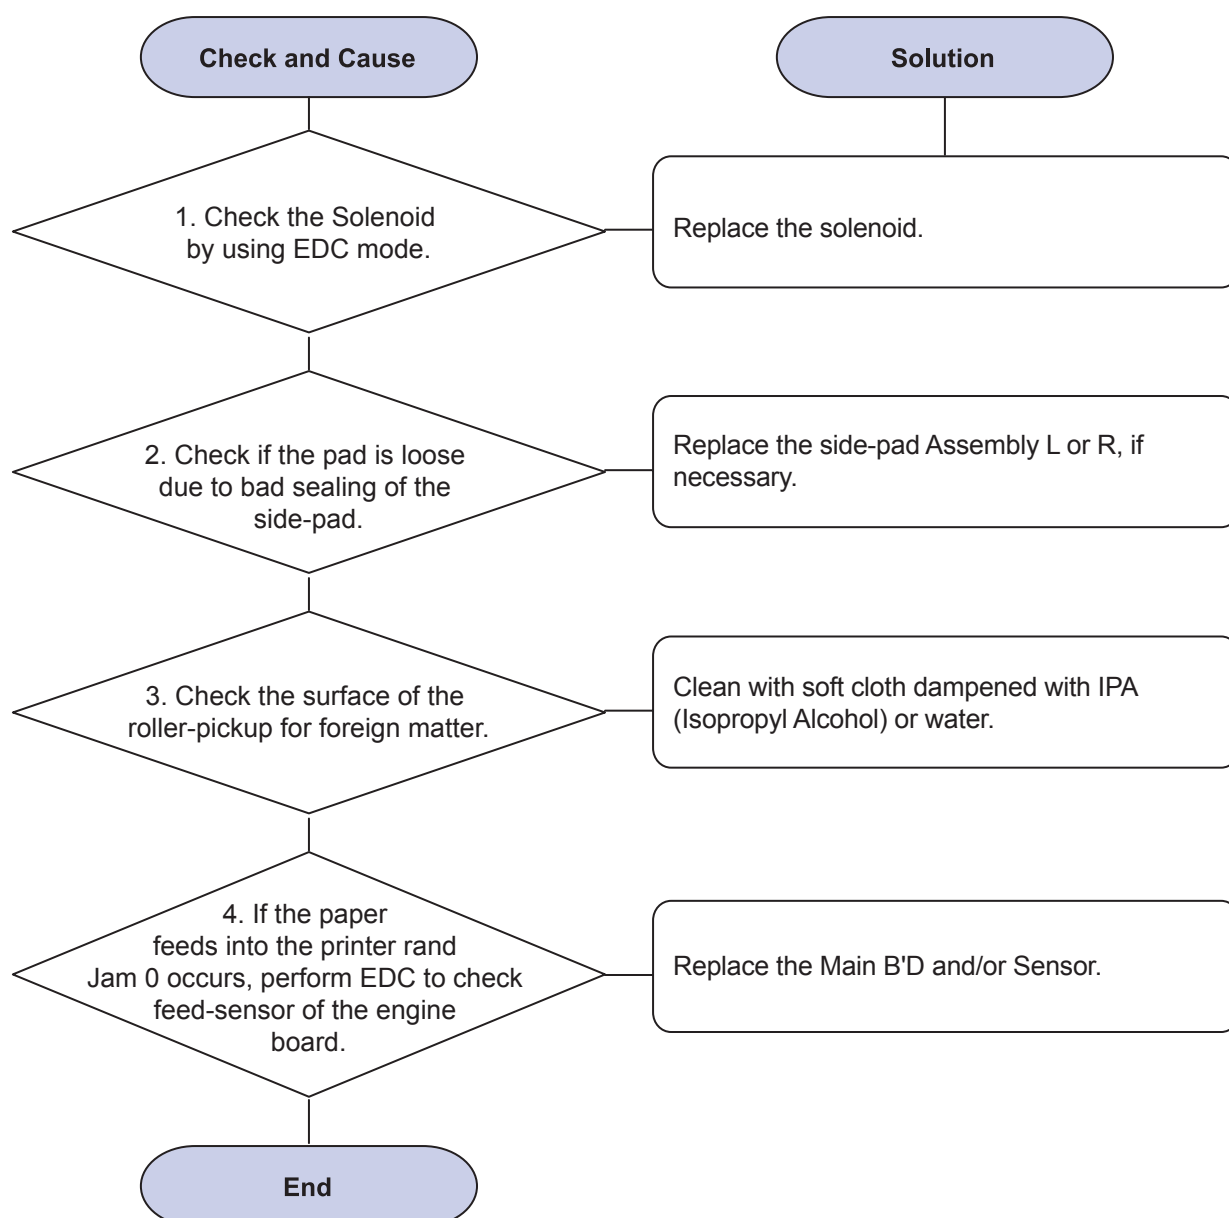 Check and Cause
Solution
1. Check the Solenoid
by using EDC mode.
Replace the solenoid.
2. Check if the pad is loose
due to bad sealing of the
side-pad.
Replace the side-pad Assembly L or R, if
necessary.
3. Check the surface of the
roller-pickup for foreign matter.
Clean with soft cloth dampened with IPA
(Isopropyl Alcohol) or water.
4. If the paper
feeds into the printer rand
Jam 0 occurs, perform EDC to check
feed-sensor of the engine
board.
Replace the Main B'D and/or Sensor.
End